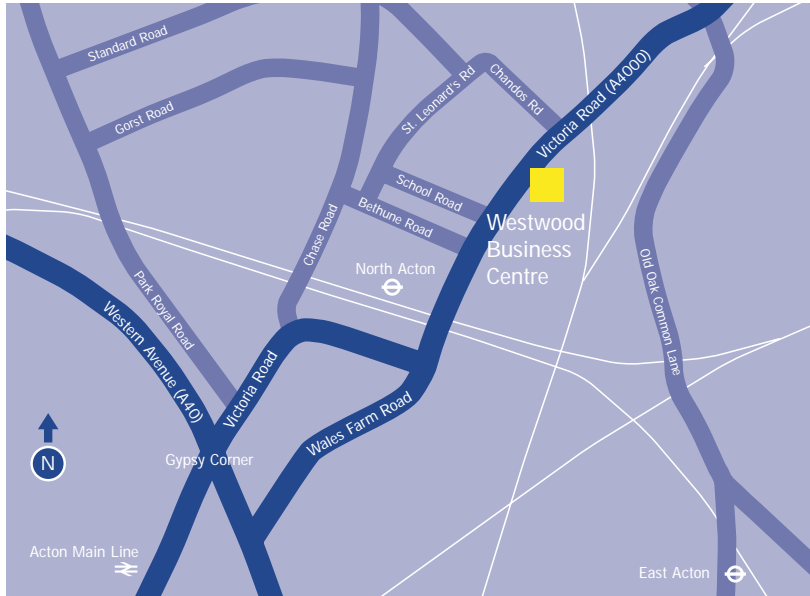 Standard Road
Gorst Road
St. Leonard's Rd
Chandos Rd
Victoria Road (A4000)
School Road
Bethune Road
Westwood
Business
Centre
Chase Road
North Acton
Old Oak Common Lane
Park Royal Road
Western Avenue (A40)
Victoria Road
Wales Farm Road
N
Gypsy Corner
Acton Main Line
East Acton